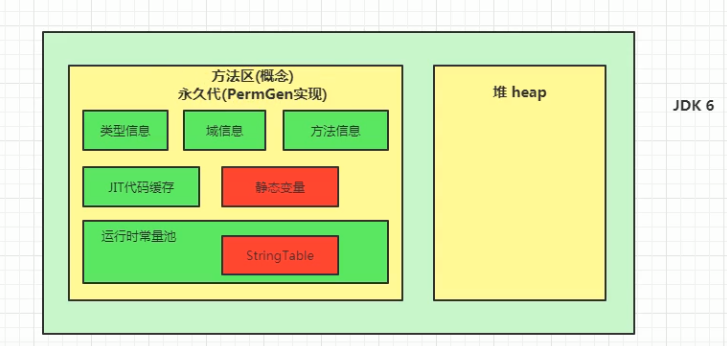 方法区(概念)
永久代(PermGen实现)
类型信息
域信息
方法信息
JIT代码缓存
静态变量
运行时常量池
StringTable
堆 heap
JDK 6